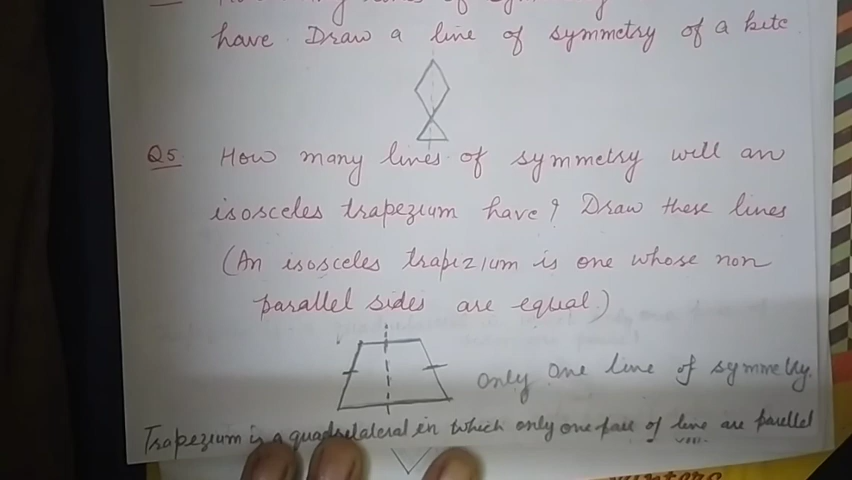 of
have. Draw a line of symmetry of a kite
Q5. How many lines of symmetry will an
isosceles trapezium have? Draw these lines
(An isosceles trapezium is one whose non
parallel sides are equal.)
only one line of symmetry.
Trapezium is a quadrilateral in which only one pair of line are parallel